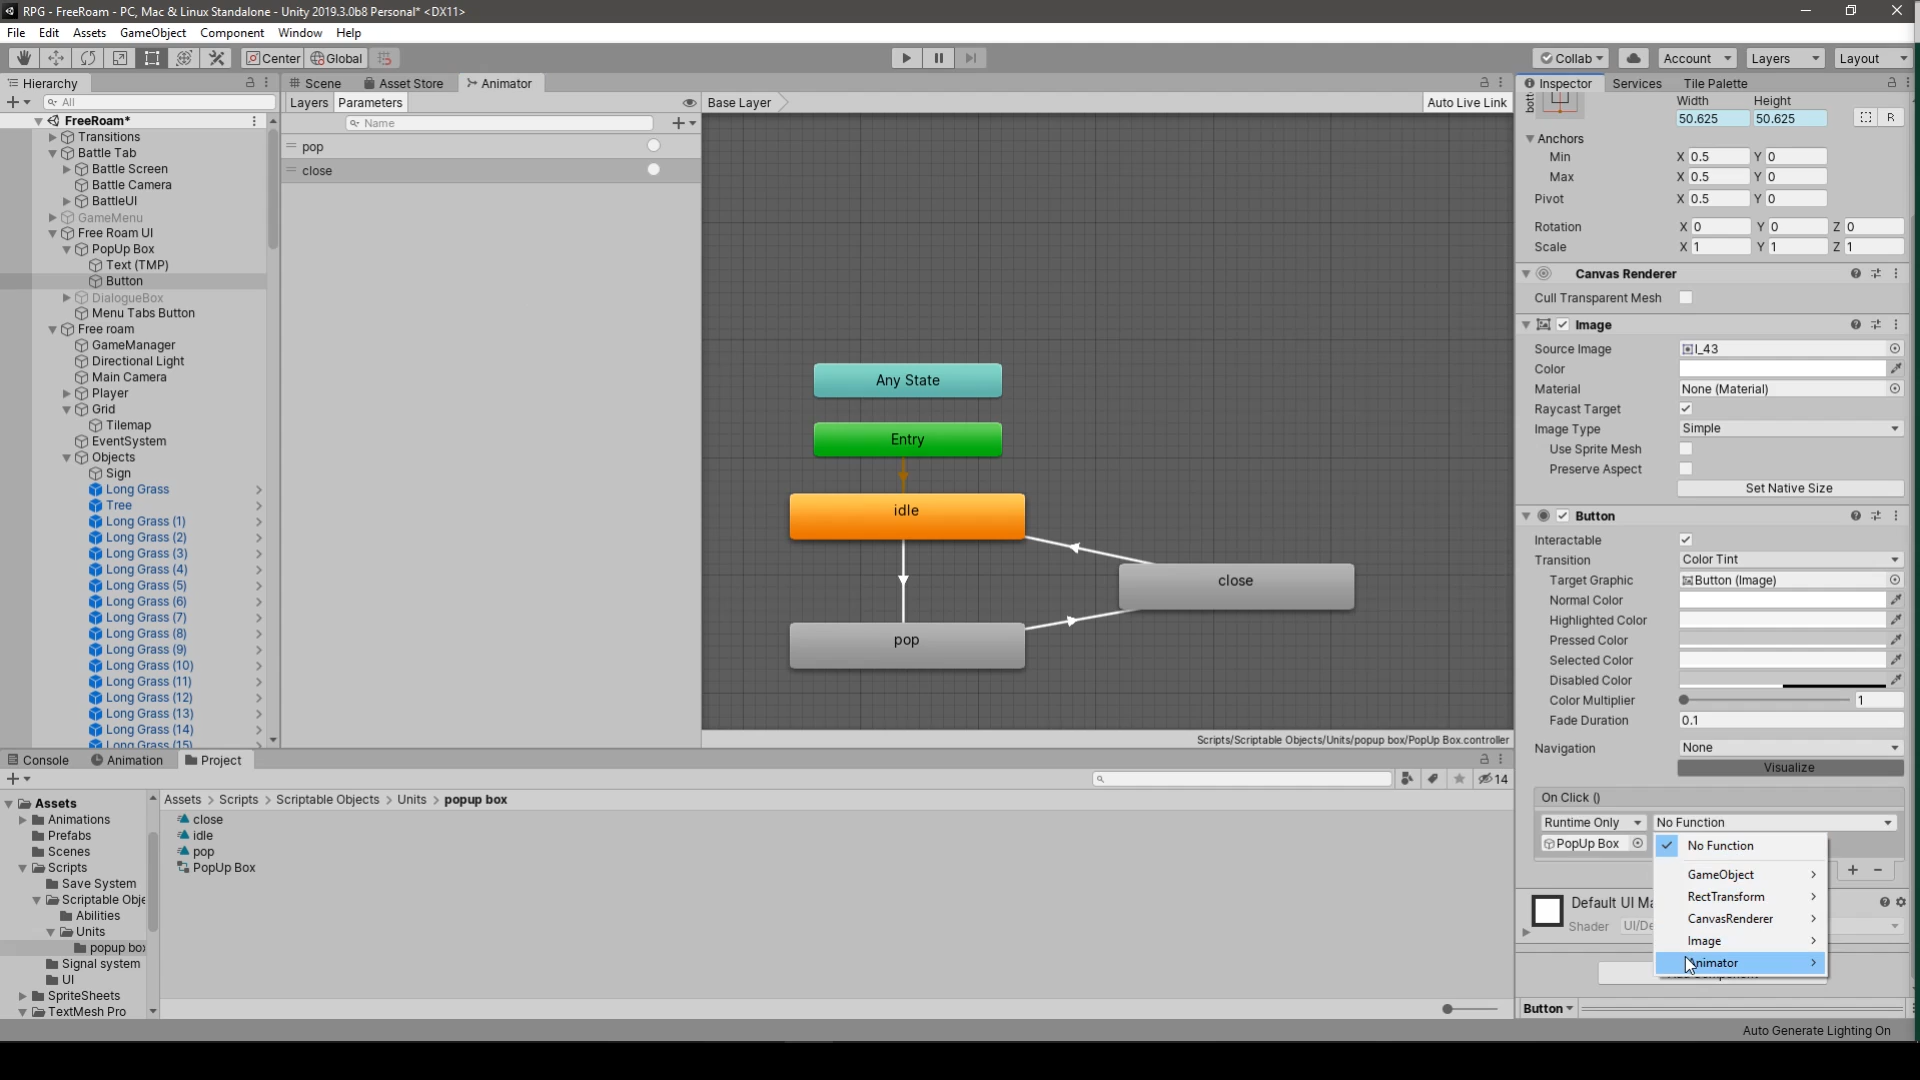 RPG - FreeRoam - PC, Mac & Linux Standalone - Unity 2019.3.0b8 Personal* <DX11>
File Edit Assets GameObject Component Window Help
Center Global Collab Account Layers Layout
Hierarchy
All
FreeRoam*
Transitions
Battle Tab
Battle Screen
Battle Camera
BattleUI
GameMenu
Free Roam UI
PopUp Box
Text (TMP)
Button
DialogueBox
Menu Tabs Button
Free roam
GameManager
Directional Light
Main Camera
Player
Grid
Tilemap
EventSystem
Objects
Sign
Long Grass
Tree
Long Grass (1)
Long Grass (2)
Long Grass (3)
Long Grass (4)
Long Grass (5)
Long Grass (6)
Long Grass (7)
Long Grass (8)
Long Grass (9)
Long Grass (10)
Long Grass (11)
Long Grass (12)
Long Grass (13)
Long Grass (14)
Long Grass (15)
Scene Asset Store Animator
Layers Parameters Base Layer Auto Live Link
Name
pop
close
Any State
Entry
idle
close
pop
Scripts/Scriptable Objects/Units/popup box/PopUp Box.controller
Inspector Services Tile Palette
Width Height
50.625 50.625 R
Anchors
Min X 0.5 Y 0
Max X 0.5 Y 0
Pivot X 0.5 Y 0
Rotation X 0 Y 0 Z 0
Scale X 1 Y 1 Z 1
Canvas Renderer
Cull Transparent Mesh
Image
Source Image I_43
Color
Material None (Material)
Raycast Target
Image Type Simple
Use Sprite Mesh
Preserve Aspect
Set Native Size
Button
Interactable
Transition Color Tint
Target Graphic Button (Image)
Normal Color
Highlighted Color
Pressed Color
Selected Color
Disabled Color
Color Multiplier 1
Fade Duration 0.1
Navigation None
Visualize
On Click ()
Runtime Only No Function
PopUp Box
No Function
GameObject
RectTransform
CanvasRenderer
Image
Animator
Default UI Ma
Shader UI/De
Button
Auto Generate Lighting On
Console Animation Project
14
Assets
Animations
Prefabs
Scenes
Scripts
Save System
Scriptable Obje
Abilities
Units
popup box
Signal system
UI
SpriteSheets
TextMesh Pro
Assets > Scripts > Scriptable Objects > Units > popup box
close
idle
pop
PopUp Box